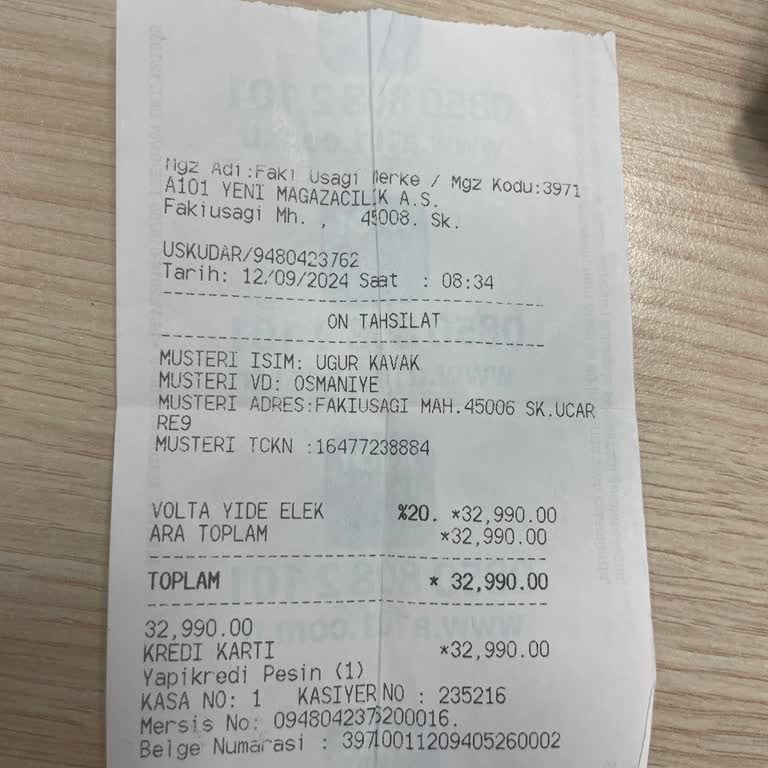 Mgz Adi :Faki Usagi Merke / Mgz Kodu:3971
A101 YENI MAGAZACILIK A.S.
Fakiusagi Mh. , 45008. Sk.
USKUDAR/9480423762
Tarih: 12/09/2024 Saat : 08:34
ON TAHSILAT
MUSTERI ISIM: UGUR KAVAK
MUSTERI VD: OSMANIYE
MUSTERI ADRES:FAKIUSAGI MAH.45006 SK.UCAR
RE9
MUSTERI TCKN :16477238884
VOLTA YIDE ELEK %20. *32,990.00
ARA TOPLAM *32,990.00
TOPLAM * 32,990.00
32,990.00
KREDI KARTI *32,990.00
Yapikredi Pesin (1)
KASA NO: 1 KASIYER NO : 235216
Mersis No: 0948042376200016.
Belge Numarasi : 39710011209405260002